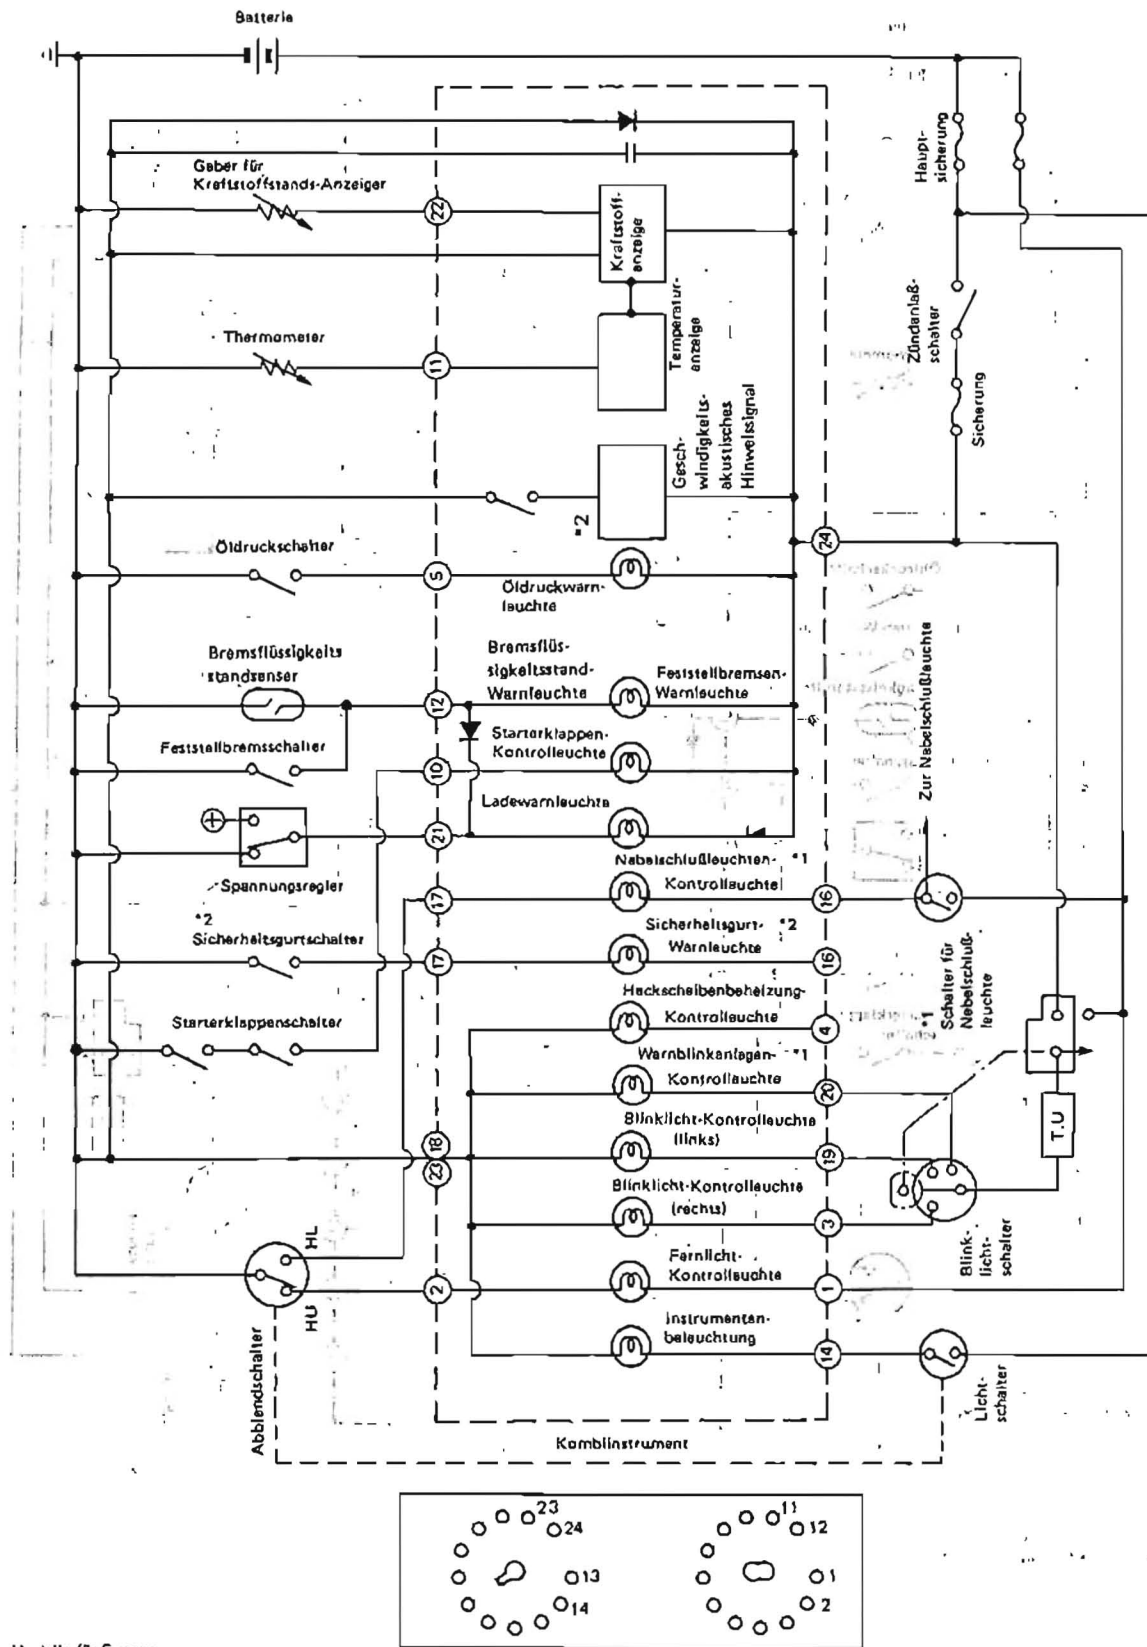 Batterie
Geber für
Kraftstoffstands-Anzeiger
22
Kraftstoff-
anzeige
Haupt-
sicherung
Thermometer
11
Temperatur-
anzeige
Zündanlaß-
schalter
Sicherung
Gesch-
windigkeits-
akustisches
Hinweissignal
*2
24
Öldruckschalter
5
Öldruckwarn-
leuchte
Bremsflüssigkeits
standsensor
12
Bremsflüs-
sigkeitsstand-
Warnleuchte
Feststellbremsen-
Warnleuchte
Zur Nebelschlußleuchte
Feststellbremsschalter
10
Starterklappen-
Kontrolleuchte
Spannungsregler
21
Ladewarnleuchte
17
Nebelschlußleuchten- *1
Kontrolleuchte
16
*2
Sicherheitsgurtschalter
17
Sicherheitsgurt- *2
Warnleuchte
16
*1 Schalter für
Nebelschluß-
leuchte
Heckscheibenbeheizung-
Kontrolleuchte
4
Starterklappenschalter
Warnblinkanlagen- *1
Kontrolleuchte
20
T.U
18
23
Blinklicht-Kontrolleuchte
(links)
19
Blinklicht-Kontrolleuchte
(rechts)
3
Blink-
licht-
schalter
HL
HU
Abblendschalter
2
Fernlicht-
Kontrolleuchte
1
Instrumenten-
beleuchtung
14
Licht-
schalter
Kombiinstrument
23
24
13
14
11
12
1
2